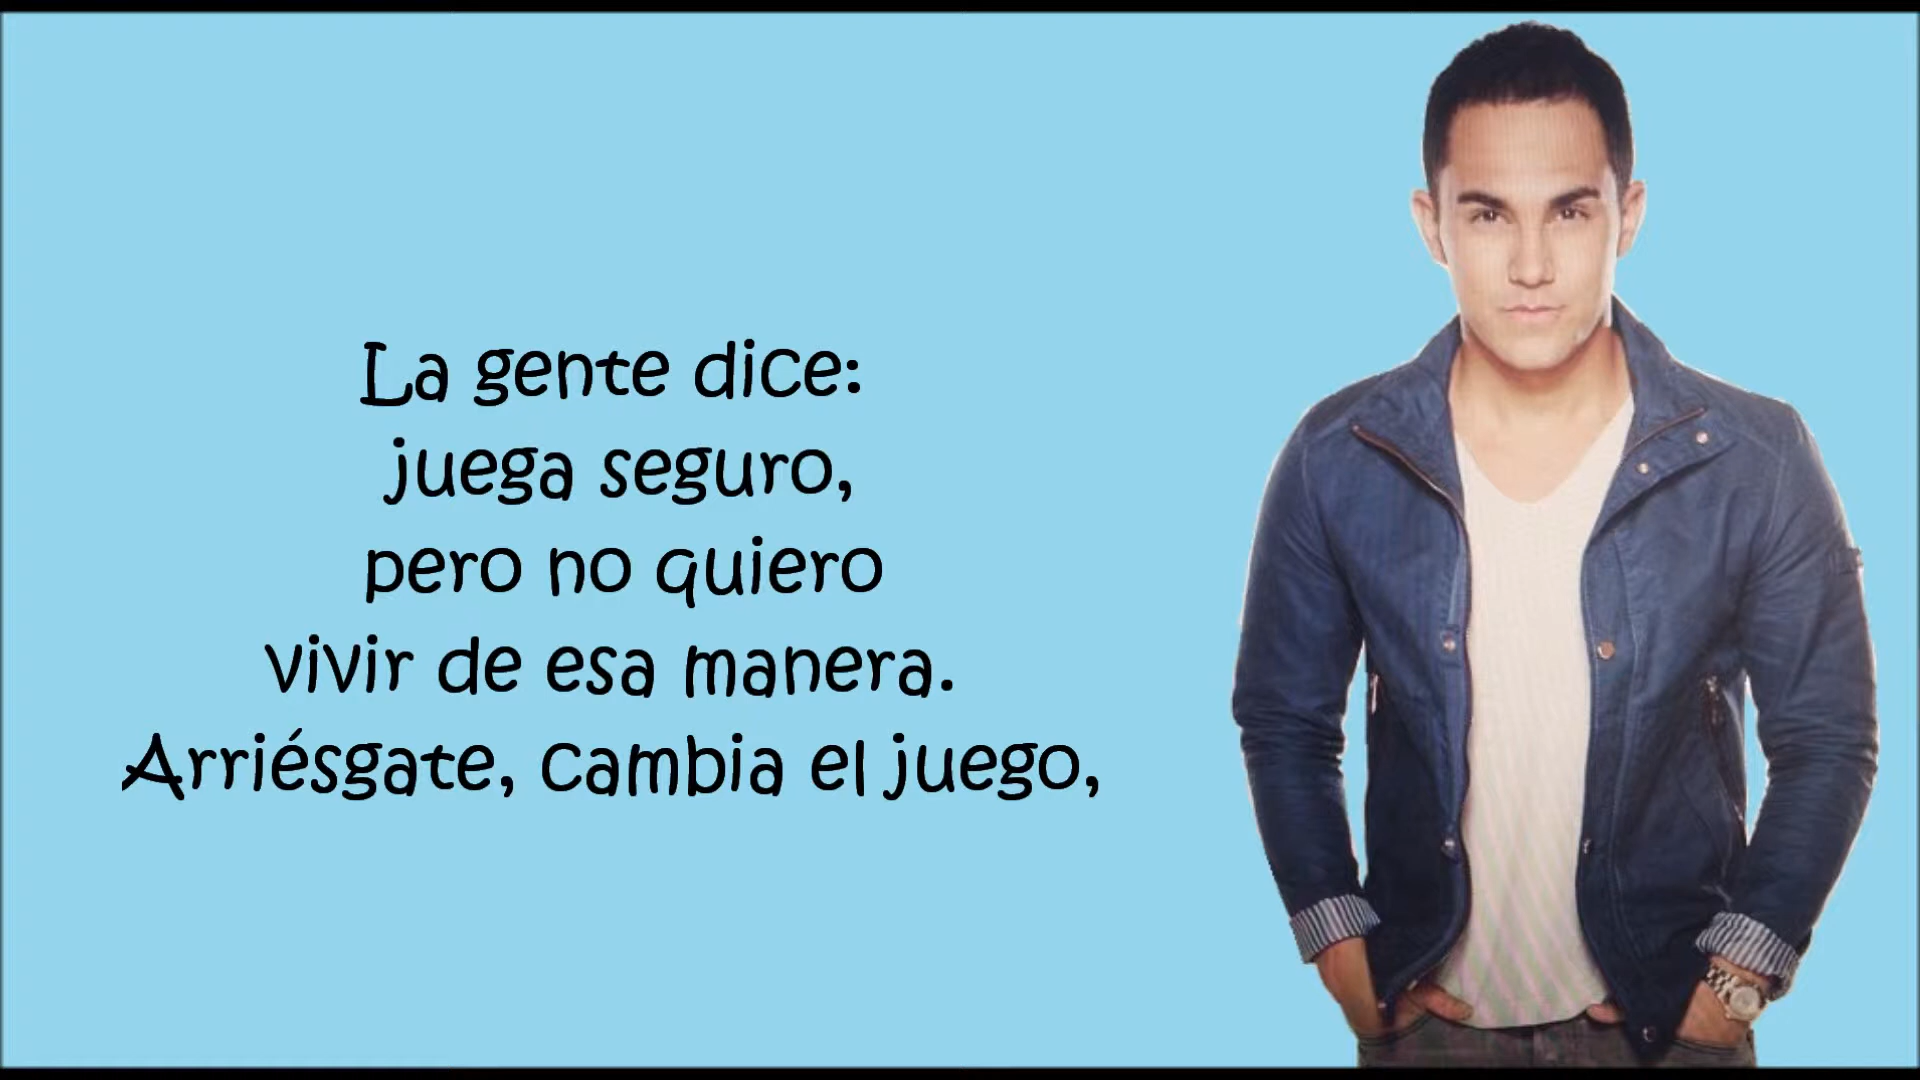 La gente dice:
juega seguro,
pero no quiero
vivir de esa manera.
Arriésgate, cambia el juego,